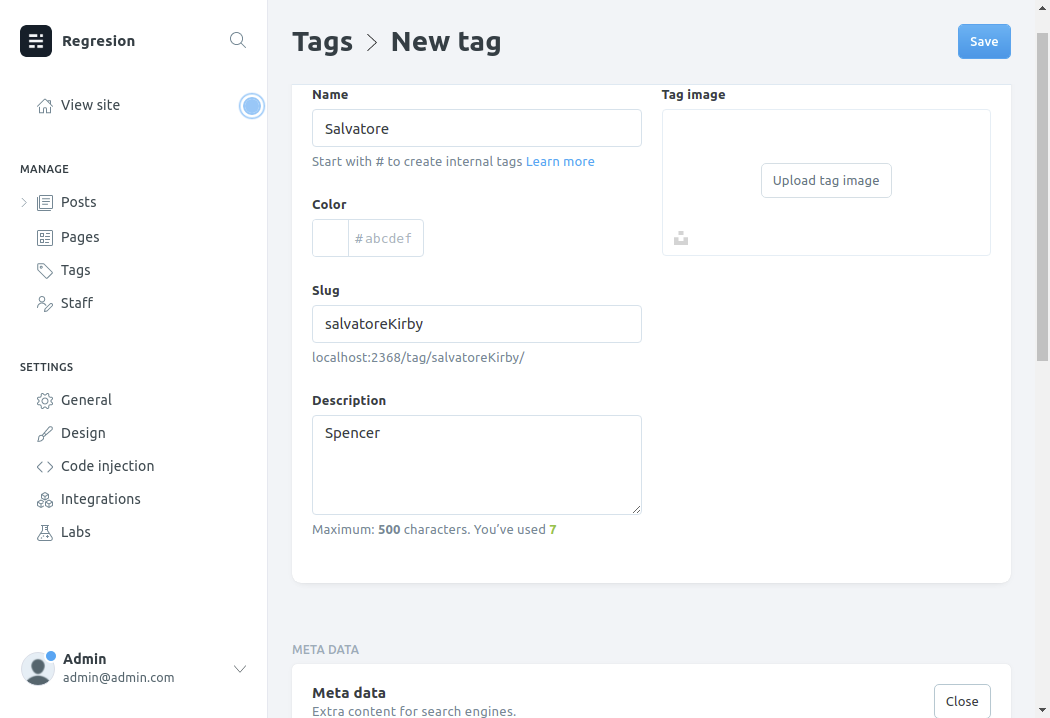 Regresion
View site
MANAGE
Posts
Pages
Tags
Staff
SETTINGS
General
Design
Code injection
Integrations
Labs
Admin
admin@admin.com
Tags > New tag
Save
Name
Salvatore
Start with # to create internal tags Learn more
Color
#abcdef
Slug
salvatoreKirby
localhost:2368/tag/salvatoreKirby/
Description
Spencer
Maximum: 500 characters. You’ve used 7
Tag image
Upload tag image
META DATA
Meta data
Extra content for search engines.
Close